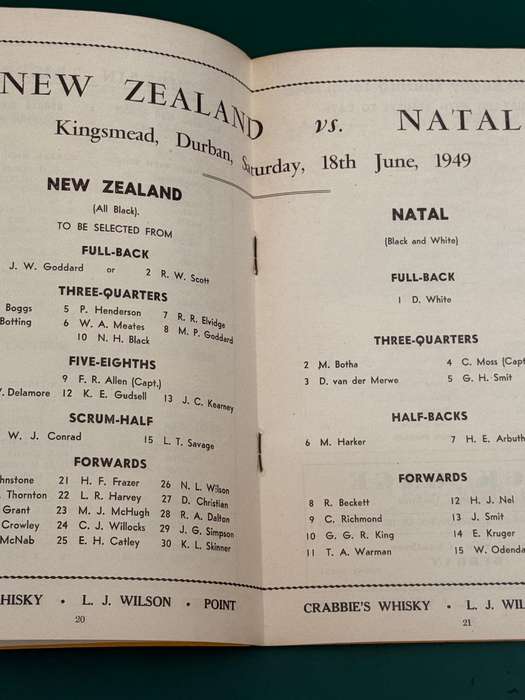 NEW ZEALAND vs. NATAL
Kingsmead, Durban, Saturday, 18th June, 1949
NEW ZEALAND
(All Black).
TO BE SELECTED FROM
FULL-BACK
J. W. Goddard or 2 R. W. Scott
THREE-QUARTERS
Boggs 5 P. Henderson 7 R. R. Elvidge
Botting 6 W. A. Meates 8 M. P. Goddard
10 N. H. Black
FIVE-EIGHTHS
9 F. R. Allen (Capt.)
Delamore 12 K. E. Gudsell 13 J. C. Kearney
SCRUM-HALF
W. J. Conrad 15 L. T. Savage
FORWARDS
hnstone 21 H. F. Frazer 26 N. L. Wilson
Thornton 22 L. R. Harvey 27 D. Christian
Grant 23 M. J. McHugh 28 R. A. Dalton
Crowley 24 C. J. Willocks 29 J. G. Simpson
McNab 25 E. H. Catley 30 K. L. Skinner
HISKY • L. J. WILSON • POINT
20
NATAL
(Black and White)
FULL-BACK
1 D. White
THREE-QUARTERS
2 M. Botha 4 C. Moss (Capt
3 D. van der Merwe 5 G. H. Smit
HALF-BACKS
6 M. Harker 7 H. E. Arbuth
FORWARDS
8 R. Beckett 12 H. J. Nel
9 C. Richmond 13 J. Smit
10 G. G. R. King 14 E. Kruger
11 T. A. Warman 15 W. Odenda
CRABBIE'S WHISKY • L. J. WIL
21